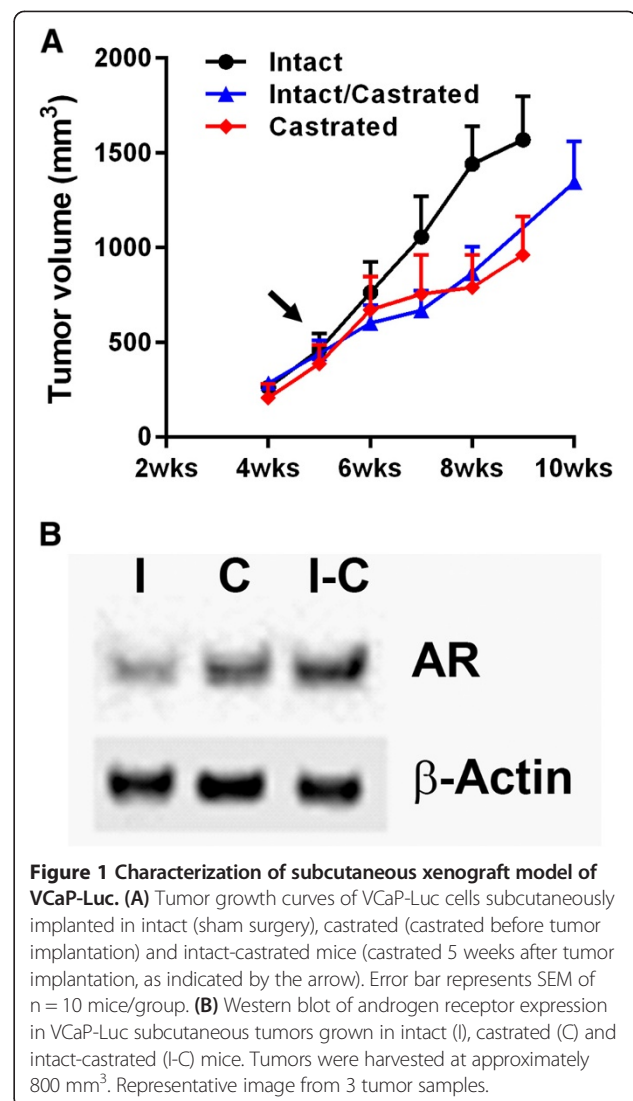 A
2000
1500
1000
500
0
Tumor volume (mm³)
Intact
Intact/Castrated
Castrated
2wks 4wks 6wks 8wks 10wks
B
I C I-C
AR
β-Actin
Figure 1 Characterization of subcutaneous xenograft model of
VCaP-Luc. (A) Tumor growth curves of VCaP-Luc cells subcutaneously
implanted in intact (sham surgery), castrated (castrated before tumor
implantation) and intact-castrated mice (castrated 5 weeks after tumor
implantation, as indicated by the arrow). Error bar represents SEM of
n = 10 mice/group. (B) Western blot of androgen receptor expression
in VCaP-Luc subcutaneous tumors grown in intact (I), castrated (C) and
intact-castrated (I-C) mice. Tumors were harvested at approximately
800 mm³. Representative image from 3 tumor samples.